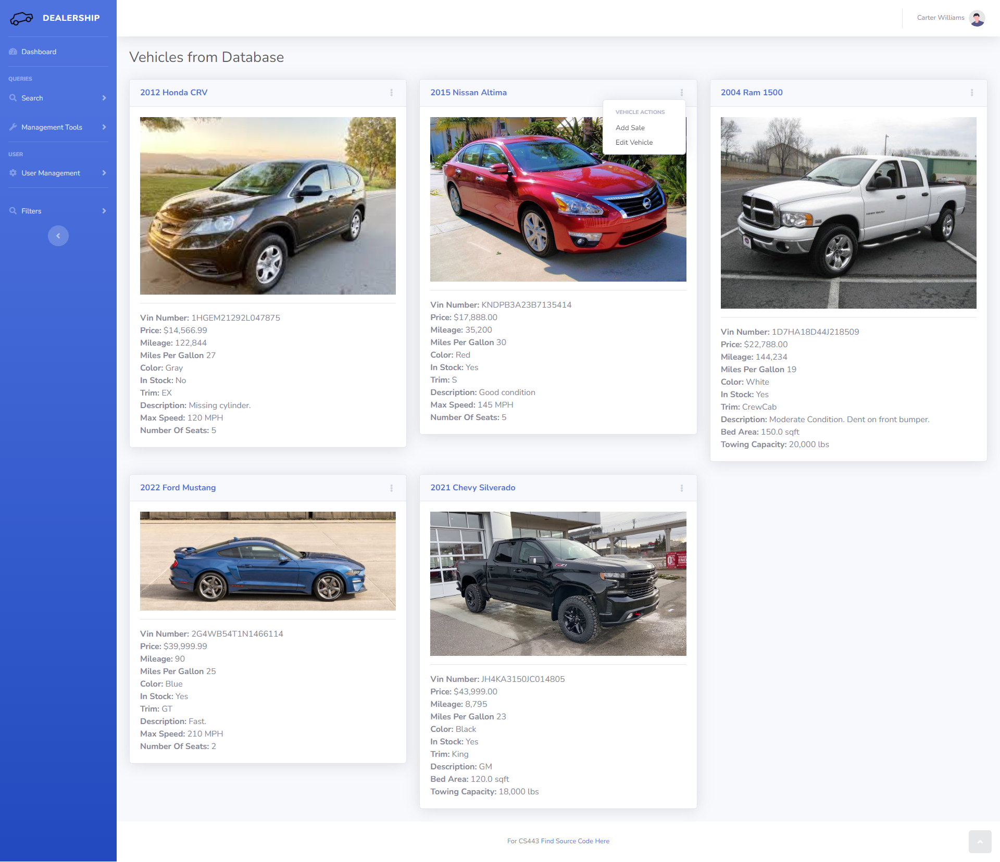 DEALERSHIP
Carter Williams
Dashboard
QUERIES
Search
Management Tools
USER
User Management
Filters
Vehicles from Database
2012 Honda CRV
Vin Number: 1HGEM21292L047875
Price: $14,566.99
Mileage: 122,844
Miles Per Gallon 27
Color: Gray
In Stock: No
Trim: EX
Description: Missing cylinder.
Max Speed: 120 MPH
Number Of Seats: 5
2015 Nissan Altima
VEHICLE ACTIONS
Add Sale
Edit Vehicle
Vin Number: KNDPB3A23B7135414
Price: $17,888.00
Mileage: 35,200
Miles Per Gallon 30
Color: Red
In Stock: Yes
Trim: S
Description: Good condition
Max Speed: 145 MPH
Number Of Seats: 5
2004 Ram 1500
Vin Number: 1D7HA18D44J218509
Price: $22,788.00
Mileage: 144,234
Miles Per Gallon 19
Color: White
In Stock: Yes
Trim: CrewCab
Description: Moderate Condition. Dent on front bumper.
Bed Area: 150.0 sqft
Towing Capacity: 20,000 lbs
2022 Ford Mustang
Vin Number: 2G4WB54T1N1466114
Price: $39,999.99
Mileage: 90
Miles Per Gallon 25
Color: Blue
In Stock: Yes
Trim: GT
Description: Fast.
Max Speed: 210 MPH
Number Of Seats: 2
2021 Chevy Silverado
0%
YEAR
END
Vin Number: JH4KA3150JC014805
Price: $43,999.00
Mileage: 8,795
Miles Per Gallon 23
Color: Black
In Stock: Yes
Trim: King
Description: GM
Bed Area: 120.0 sqft
Towing Capacity: 18,000 lbs
For CS443 Find Source Code Here